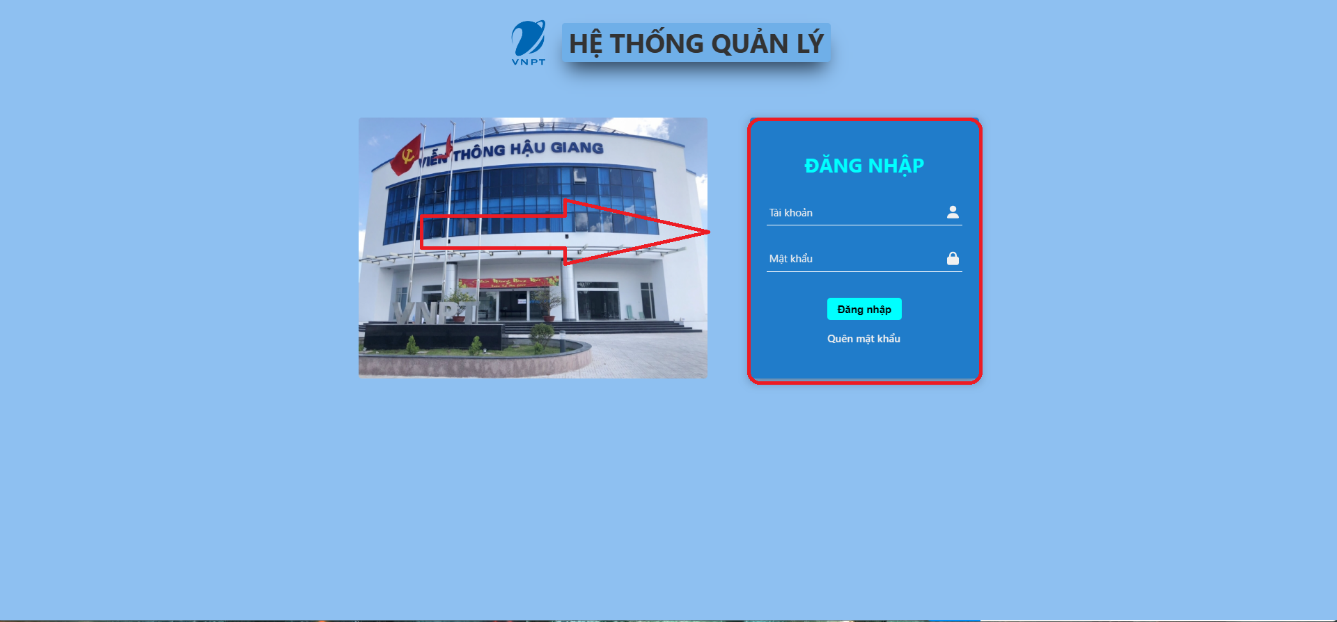 VNPT
HỆ THỐNG QUẢN LÝ
VIỄN THÔNG HẬU GIANG
VNPT
ĐĂNG NHẬP
Tài khoản
Mật khẩu
Đăng nhập
Quên mật khẩu